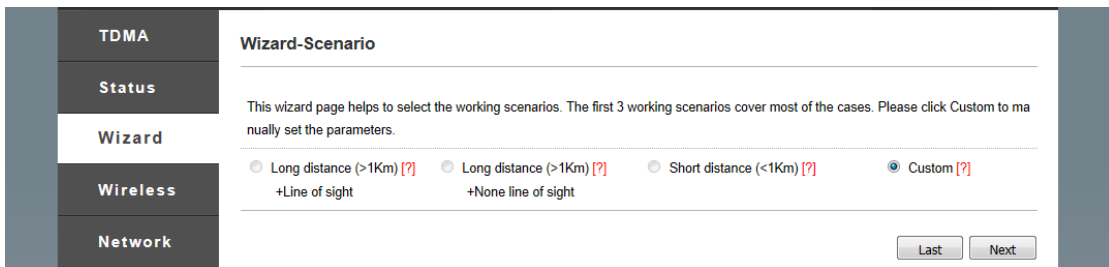 TDMA
Status
Wizard
Wireless
Network
Wizard-Scenario
This wizard page helps to select the working scenarios. The first 3 working scenarios cover most of the cases. Please click Custom to ma
nually set the parameters.
Long distance (>1Km) [?] Long distance (>1Km) [?] Short distance (<1Km) [?] Custom [?]
+Line of sight +None line of sight
Last Next